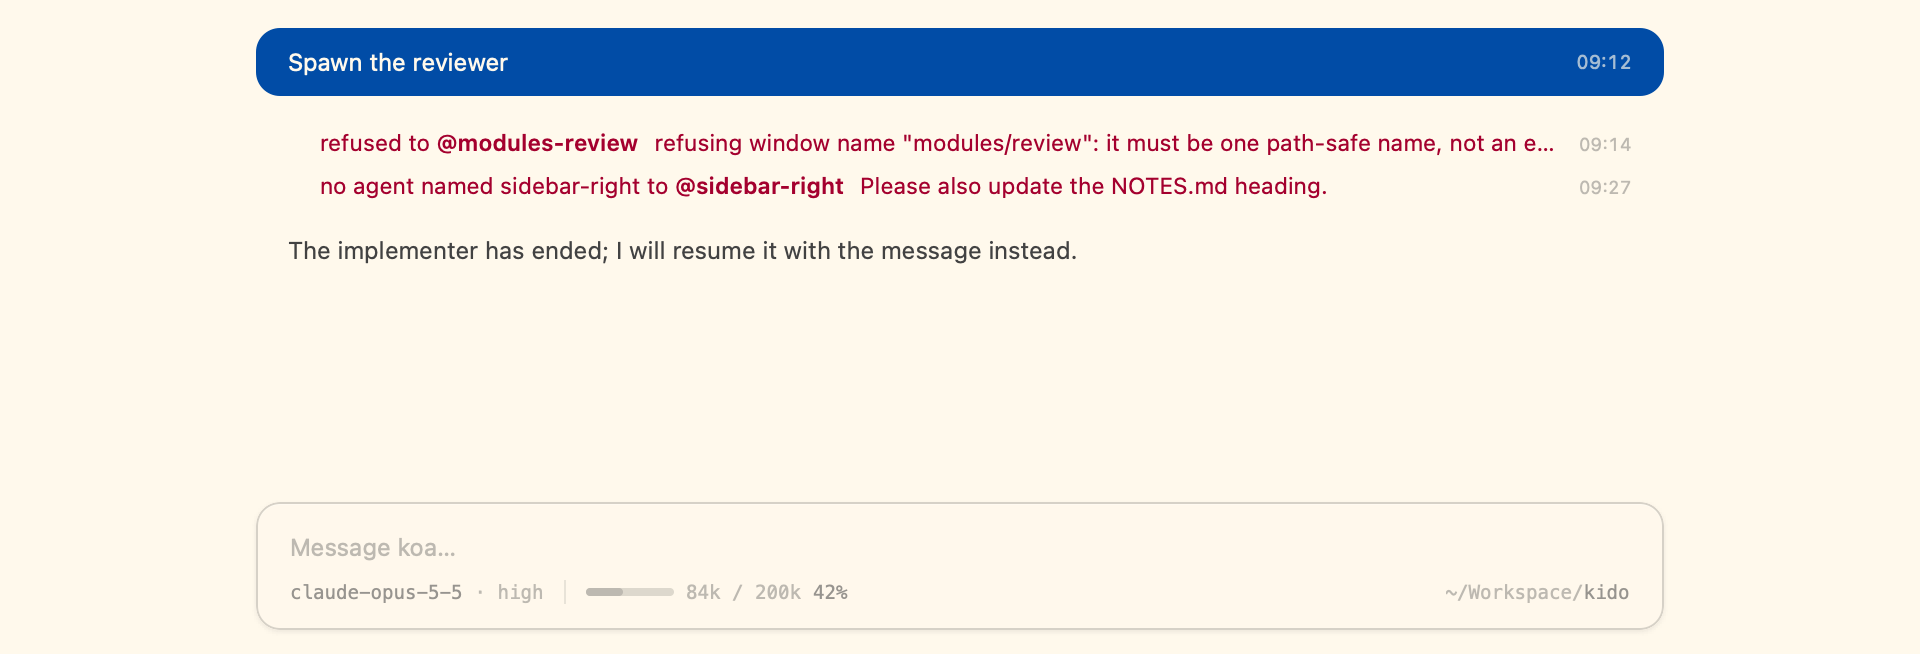 Spawn the reviewer 09:12
refused to @modules-review refusing window name "modules/review": it must be one path-safe name, not an e... 09:14
no agent named sidebar-right to @sidebar-right Please also update the NOTES.md heading. 09:27
The implementer has ended; I will resume it with the message instead.
Message koa...
claude-opus-5-5 · high 84k / 200k 42% ~/Workspace/kido